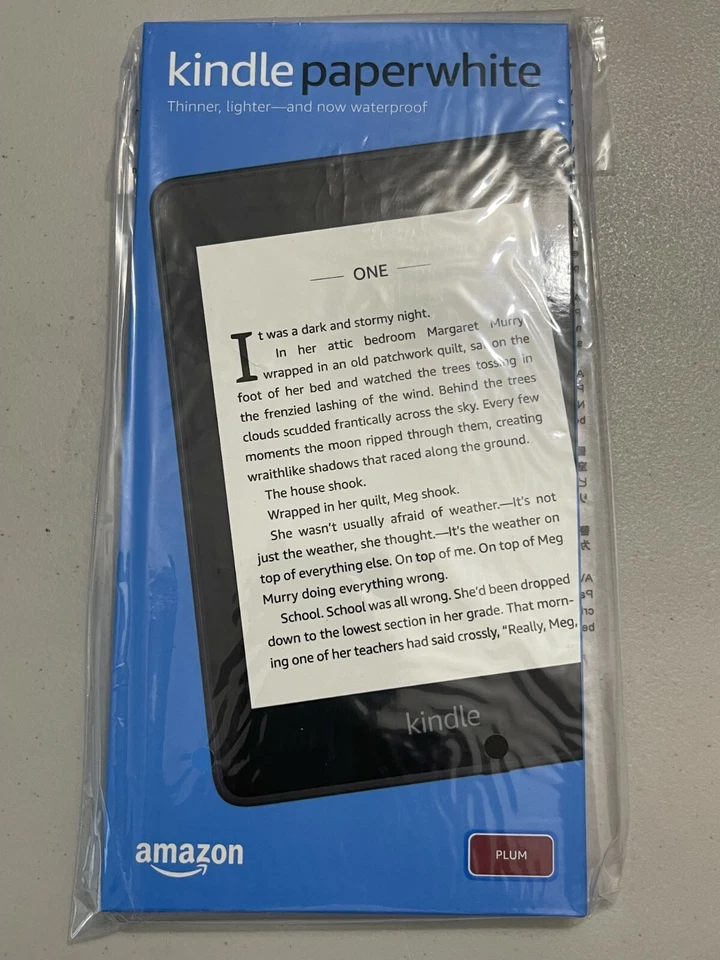 kindle paperwhite
Thinner, lighter—and now waterproof
ONE
It was a dark and stormy night.
In her attic bedroom Margaret Murry
wrapped in an old patchwork quilt, sat on the
foot of her bed and watched the trees tossing in
the frenzied lashing of the wind. Behind the trees
clouds scudded frantically across the sky. Every few
moments the moon ripped through them, creating
wraithlike shadows that raced along the ground.
The house shook.
Wrapped in her quilt, Meg shook.
She wasn't usually afraid of weather.—It's not
just the weather, she thought.—It's the weather on
top of everything else. On top of me. On top of Meg
Murry doing everything wrong.
School. School was all wrong. She'd been dropped
down to the lowest section in her grade. That morn-
ing one of her teachers had said crossly, “Really, Meg,
kindle
amazon
PLUM